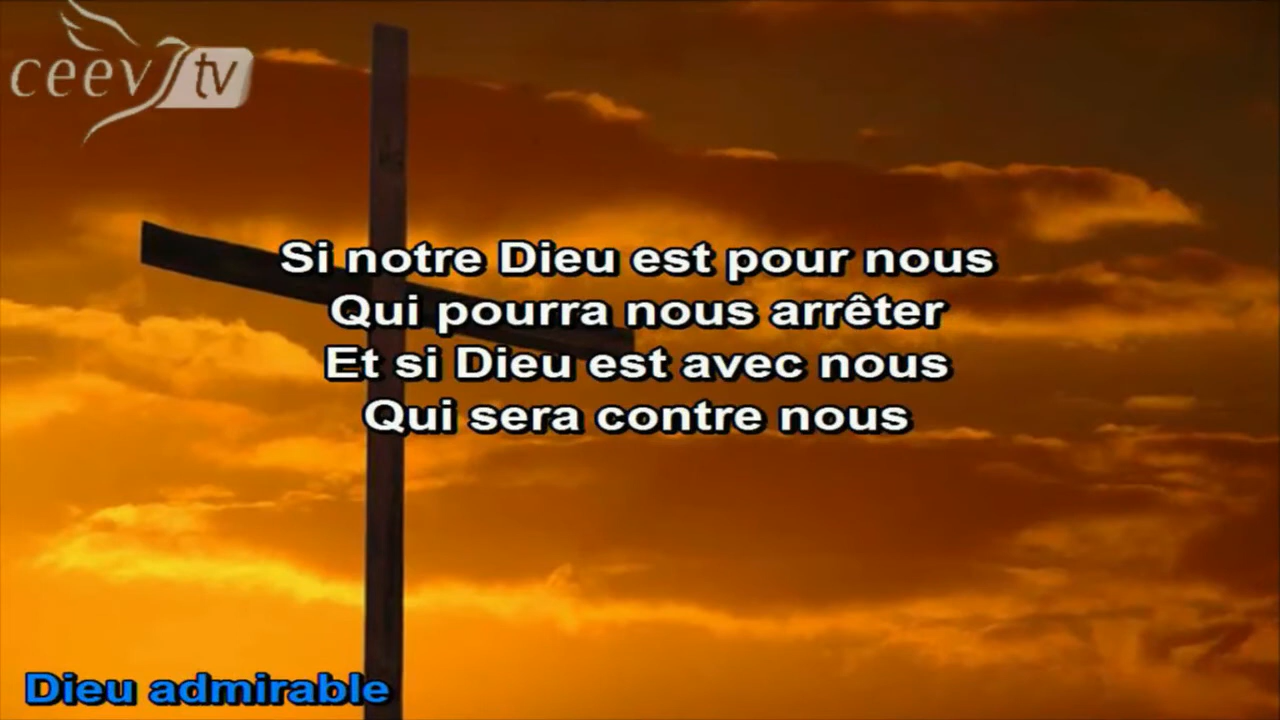 ceev tv
Si notre Dieu est pour nous
Qui pourra nous arrêter
Et si Dieu est avec nous
Qui sera contre nous
Dieu admirable